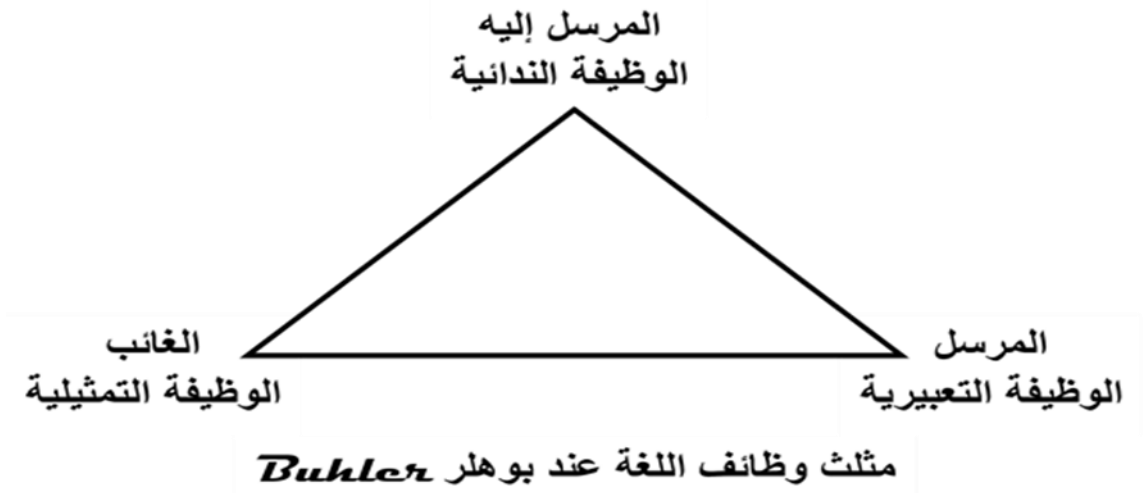 المرسل إليه
الوظيفة الندائية
المرسل
الوظيفة التعبيرية
الغائب
الوظيفة التمثيلية
مثلث وظائف اللغة عند بوهلر Buhler